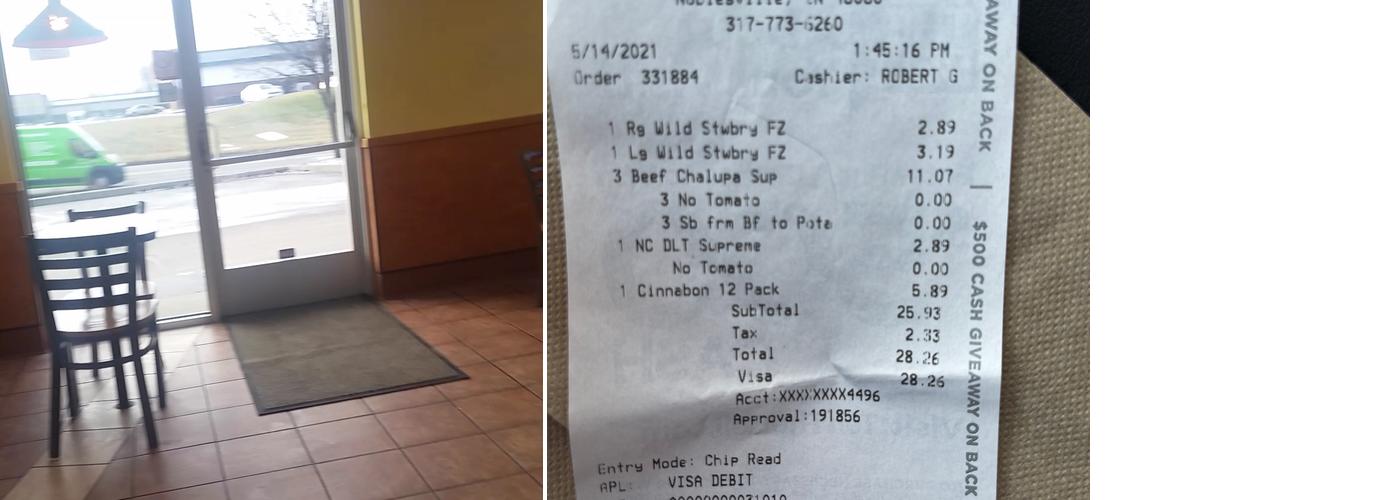 317-773-6260
5/14/2021 1:45:16 PM
Order 331884 Cashier: ROBERT G
1 Rg Wild Stwbry FZ 2.89
1 Lg Wild Stwbry FZ 3.19
3 Beef Chalupa Sup 11.07
3 No Tomato 0.00
3 Sb frm Bf to Pota 0.00
1 NC DLT Supreme 2.89
No Tomato 0.00
1 Cinnabon 12 Pack 5.89
SubTotal 25.93
Tax 2.33
Total 28.26
Visa 28.26
Acct:XXXXXXXX4496
Approval:191856
Entry Mode: Chip Read
APL: VISA DEBIT
AWAY ON BACK | $500 CASH GIVEAWAY ON BACK